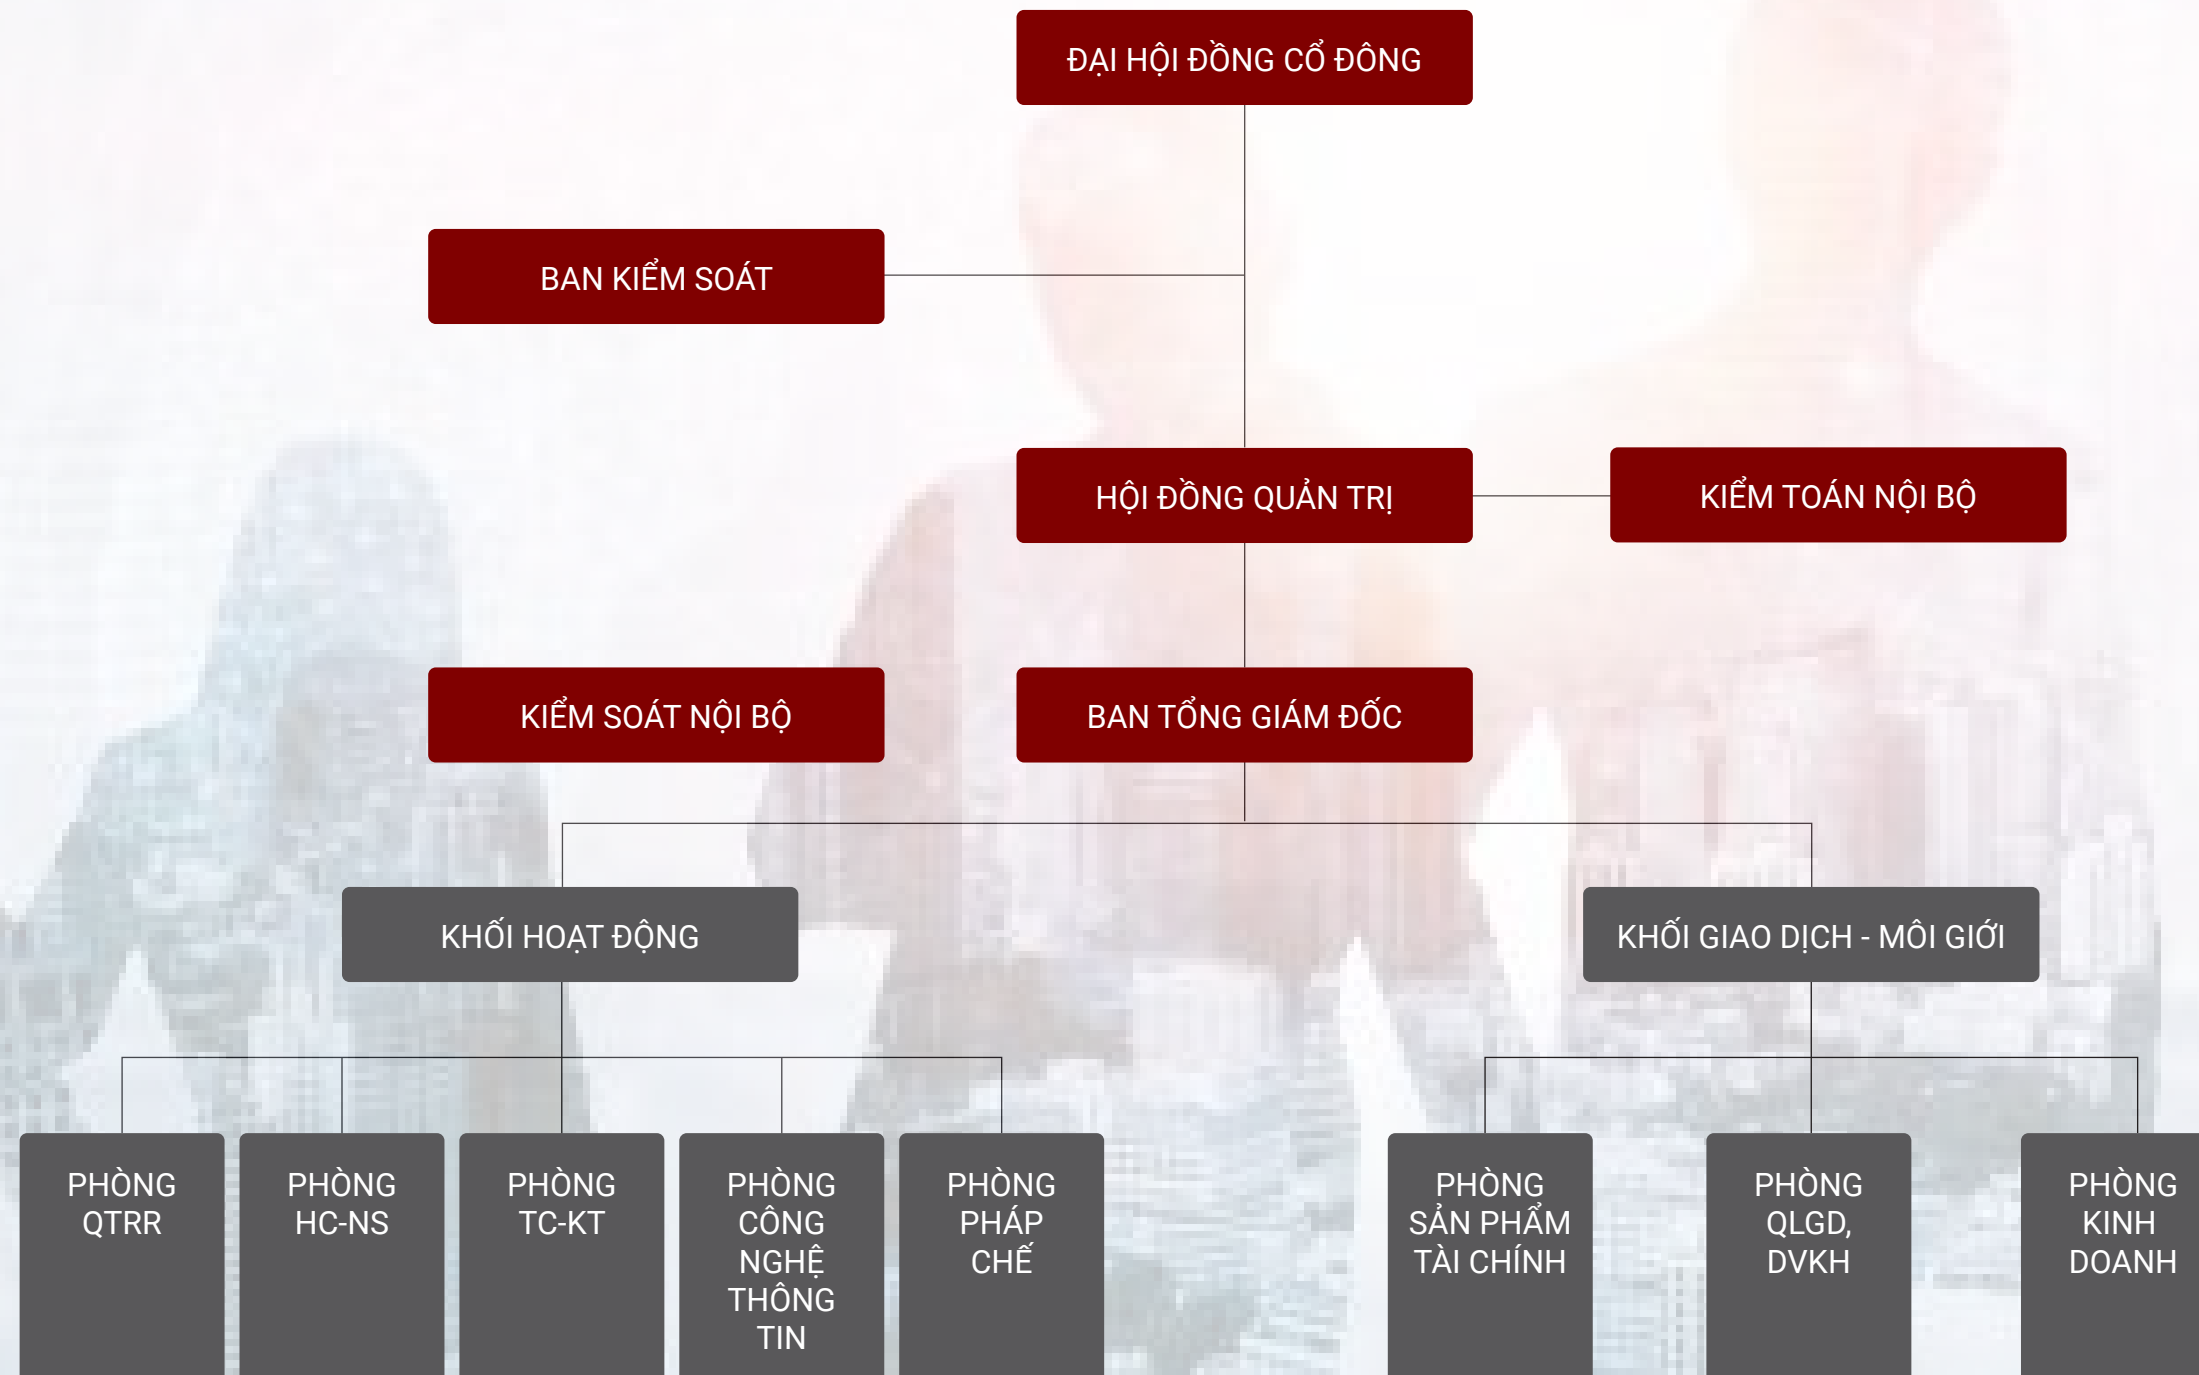 ĐẠI HỘI ĐỒNG CỔ ĐÔNG
BAN KIỂM SOÁT
HỘI ĐỒNG QUẢN TRỊ
KIỂM TOÁN NỘI BỘ
KIỂM SOÁT NỘI BỘ
BAN TỔNG GIÁM ĐỐC
KHỐI HOẠT ĐỘNG
KHỐI GIAO DỊCH - MÔI GIỚI
PHÒNG
QTRR
PHÒNG
HC-NS
PHÒNG
TC-KT
PHÒNG
CÔNG
NGHỆ
THÔNG
TIN
PHÒNG
PHÁP
CHẾ
PHÒNG
SẢN PHẨM
TÀI CHÍNH
PHÒNG
QLGD,
DVKH
PHÒNG
KINH
DOANH